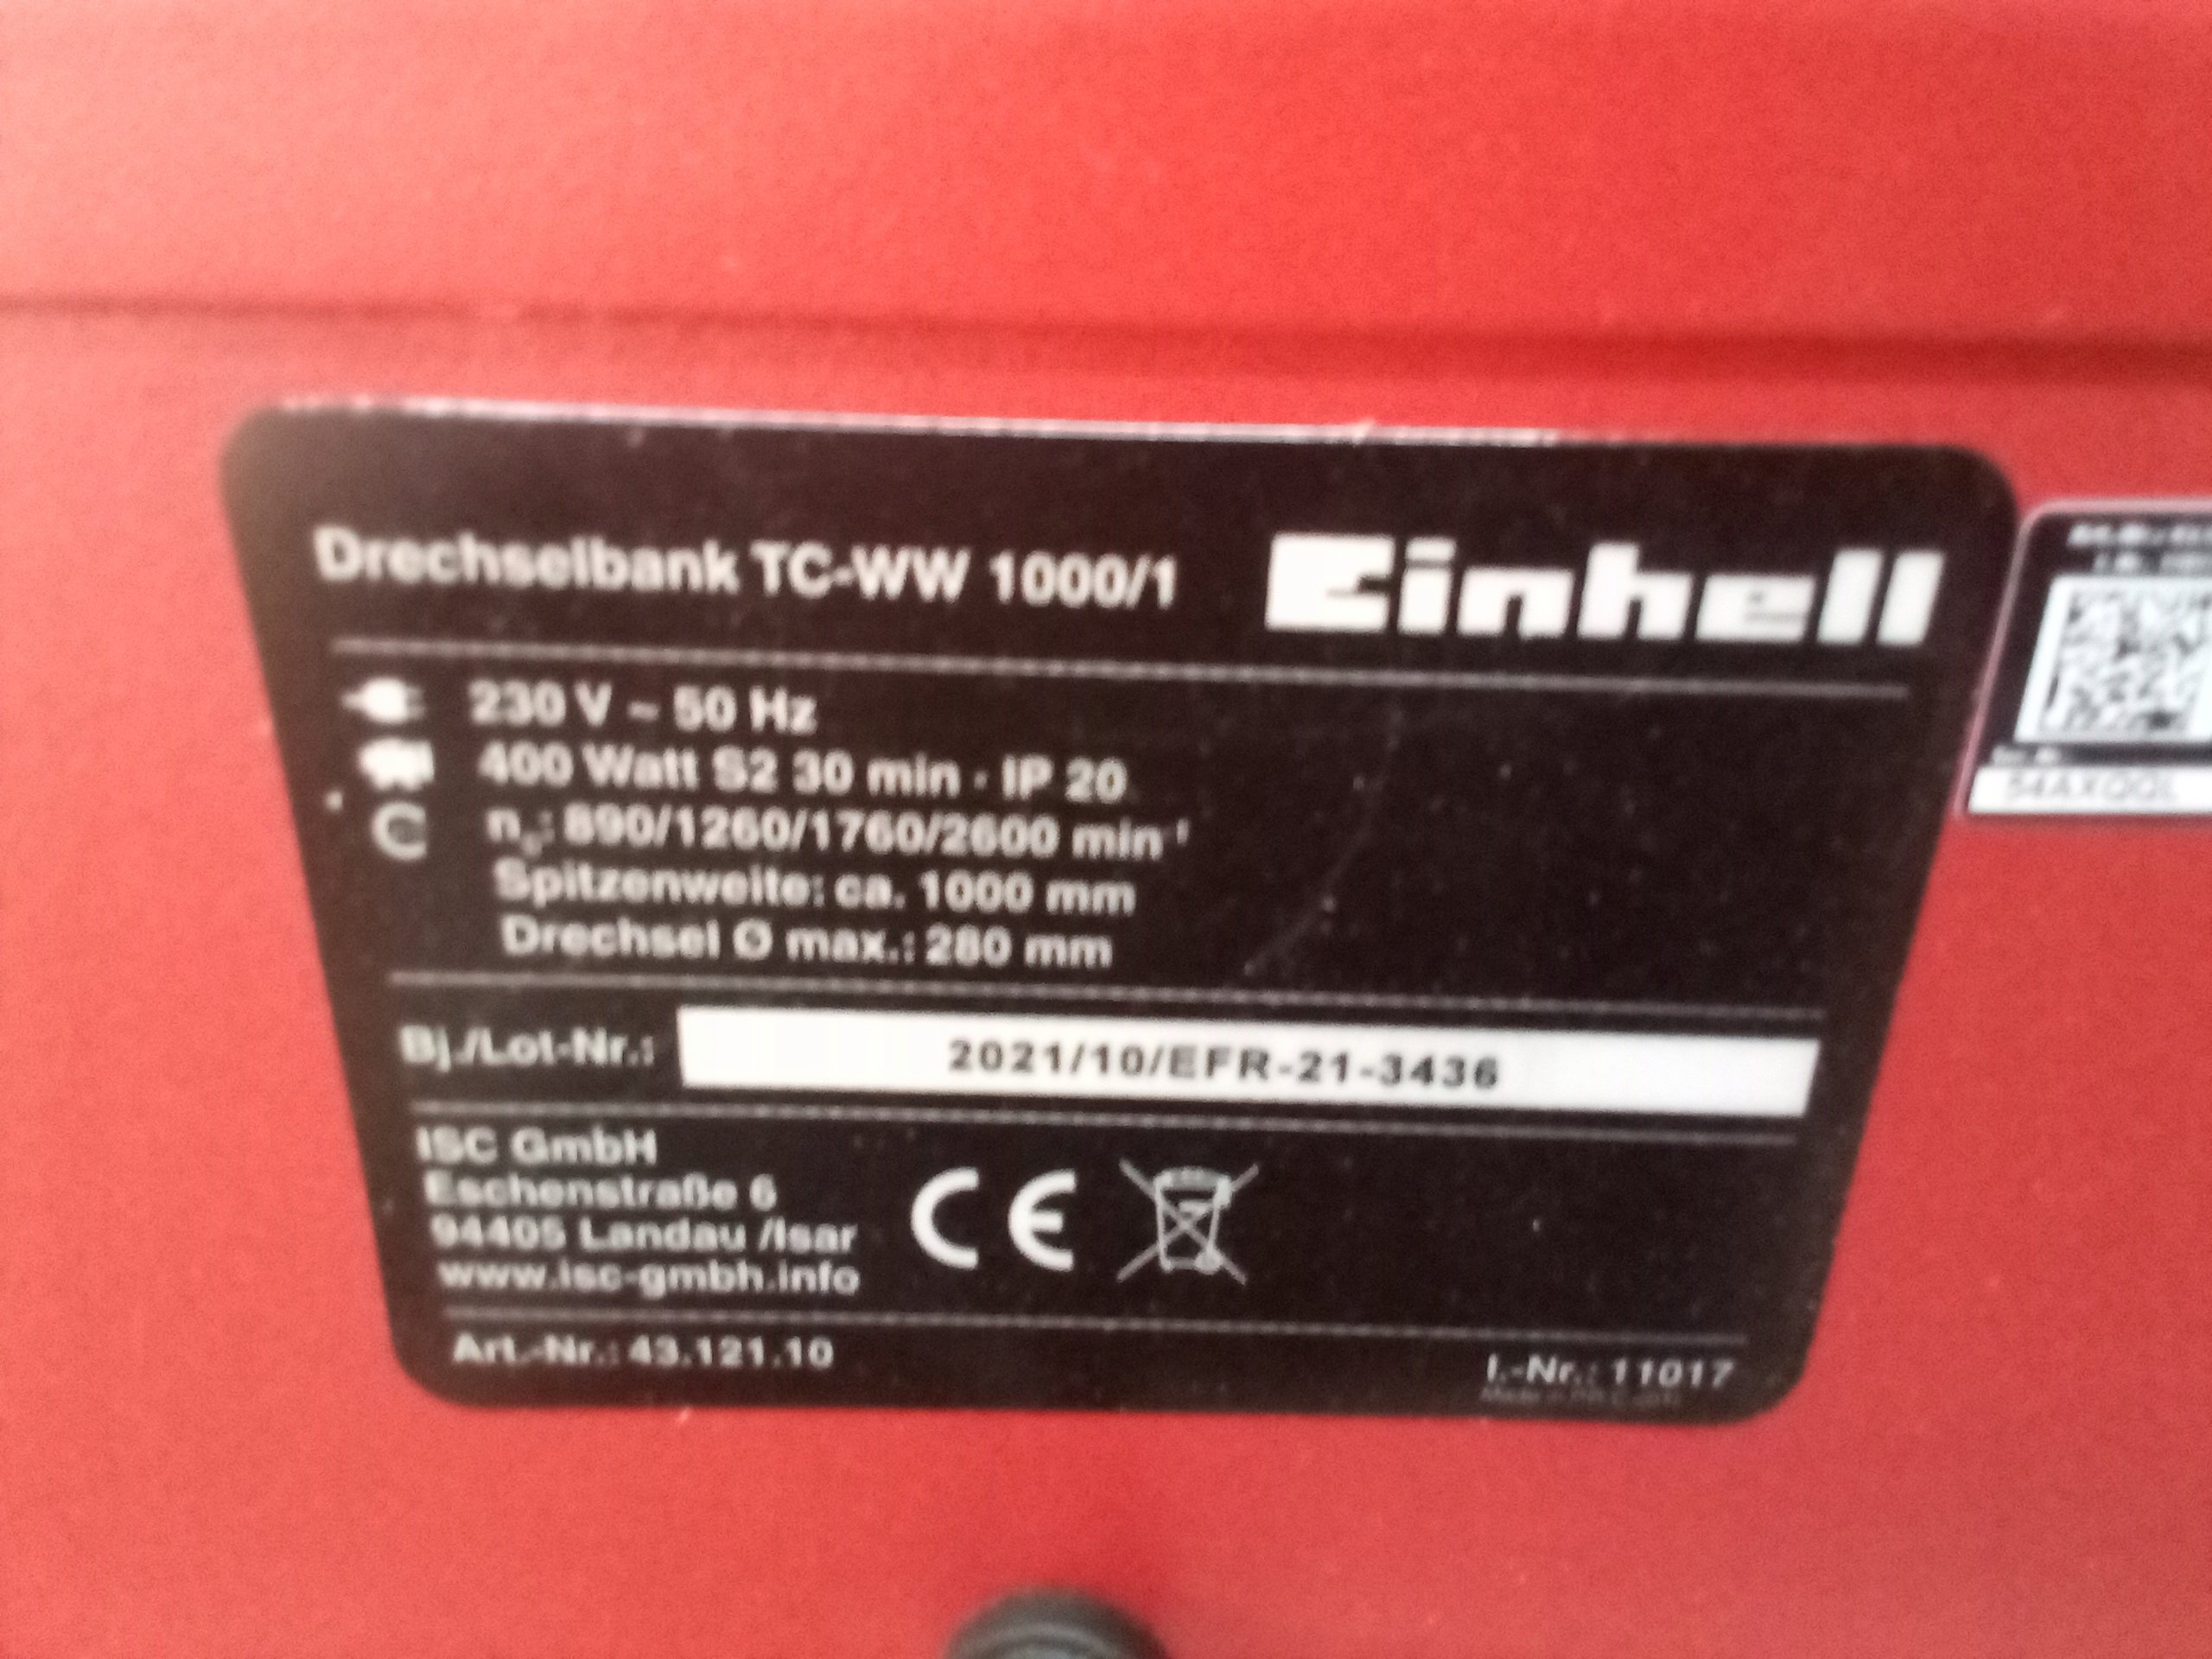 Drechselbank TC-WW 1000/1
Einhell
230 V ~ 50 Hz
400 Watt S2 30 min · IP 20
n₀: 890/1260/1760/2600 min⁻¹
Spitzenweite: ca. 1000 mm
Drechsel Ø max.: 280 mm
Bj./Lot-Nr.: 2021/10/EFR-21-3436
ISC GmbH
Eschenstraße 6
94405 Landau /Isar
www.isc-gmbh.info
CE
Art.-Nr.: 43.121.10
I.-Nr.: 11017